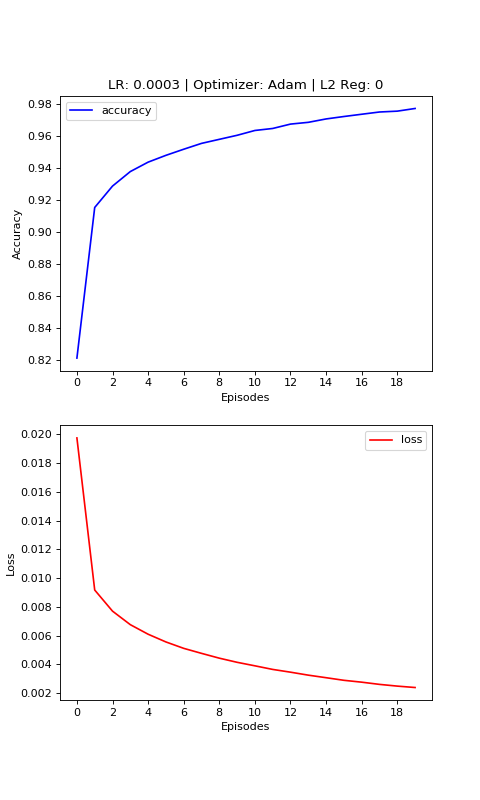 LR: 0.0003 | Optimizer: Adam | L2 Reg: 0
accuracy
0.98
0.96
0.94
0.92
0.90
0.88
0.86
0.84
0.82
Accuracy
0 2 4 6 8 10 12 14 16 18
Episodes
loss
0.020
0.018
0.016
0.014
0.012
0.010
0.008
0.006
0.004
0.002
Loss
0 2 4 6 8 10 12 14 16 18
Episodes